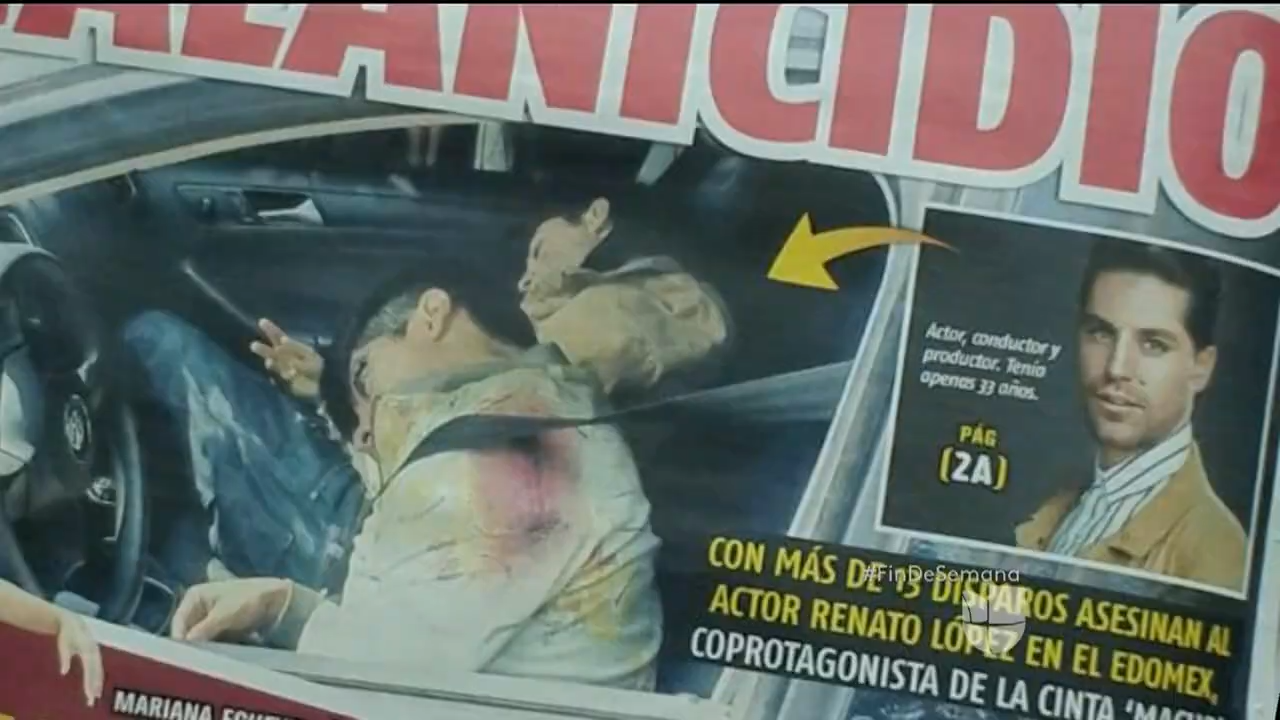 ALANICIDIO
Actor, conductor y
productor. Tenía
apenas 33 años.
PÁG
(2A)
CON MÁS DE 13 DISPAROS ASESINAN AL
ACTOR RENATO LÓPEZ EN EL EDOMEX,
COPROTAGONISTA DE LA CINTA
#FinDeSemana
MARIANA